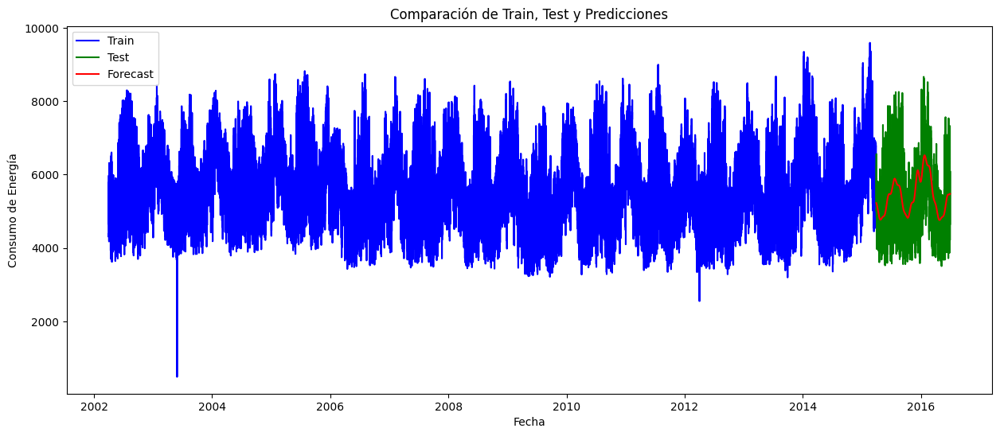 Comparación de Train, Test y Predicciones
Train
Test
Forecast
Consumo de Energía
10000
8000
6000
4000
2000
2002
2004
2006
2008
2010
2012
2014
2016
Fecha